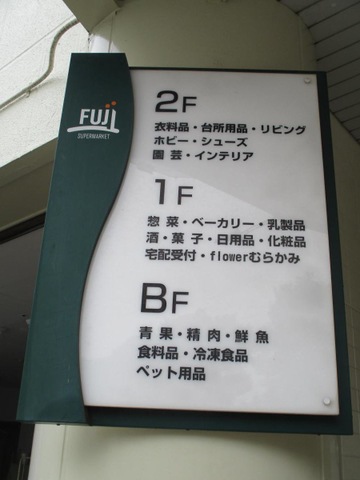 FUJI
SUPERMARKET
2F
衣料品・台所用品・リビング
ホビー・シューズ
園芸・インテリア
1F
惣菜・ベーカリー・乳製品
酒・菓子・日用品・化粧品
宅配受付・flowerむらかみ
BF
青果・精肉・鮮魚
食料品・冷凍食品
ペット用品